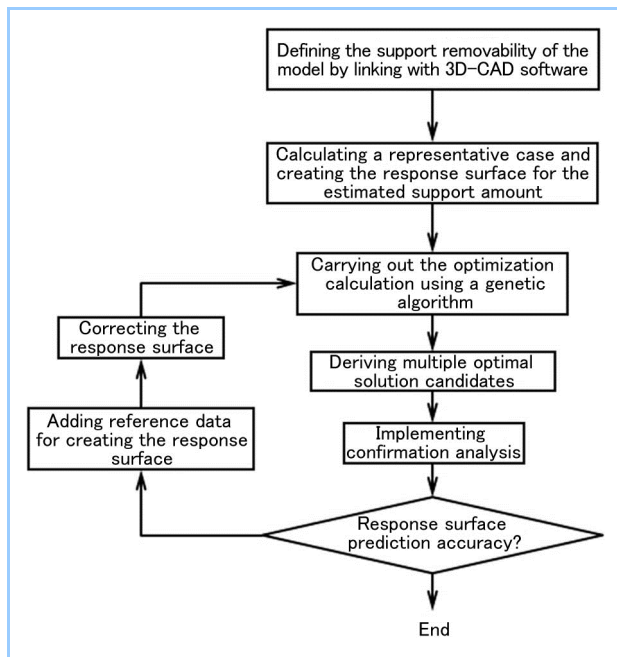 Defining the support removability of the
model by linking with 3D-CAD software
Calculating a representative case and
creating the response surface for the
estimated support amount
Carrying out the optimization
calculation using a genetic
algorithm
Correcting the
response surface
Deriving multiple optimal
solution candidates
Adding reference data
for creating the response
surface
Implementing
confirmation analysis
Response surface
prediction accuracy?
End